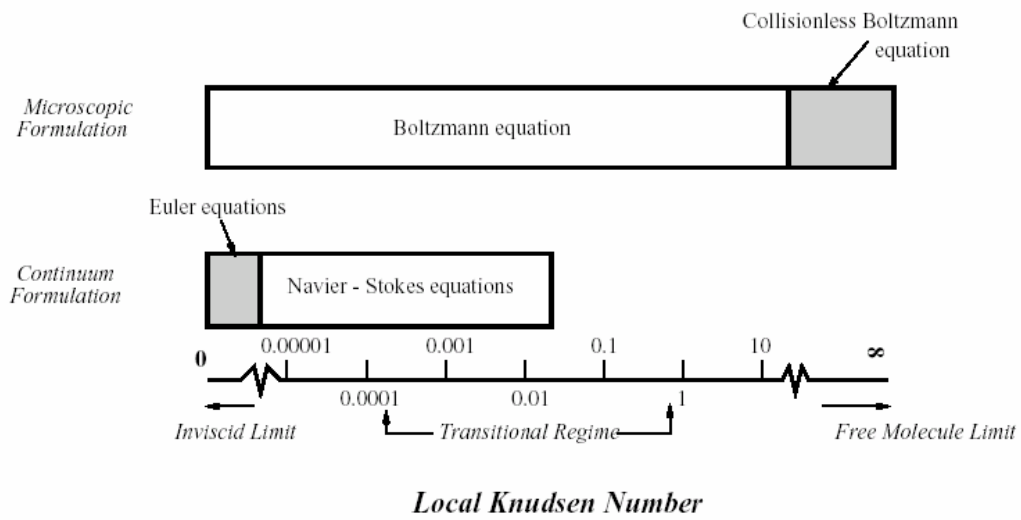 Collisionless Boltzmann
equation
Microscopic
Formulation
Boltzmann equation
Euler equations
Continuum
Formulation
Navier - Stokes equations
0 0.00001 0.001 0.1 10 ∞
0.0001 0.01 1
Inviscid Limit Transitional Regime Free Molecule Limit
Local Knudsen Number